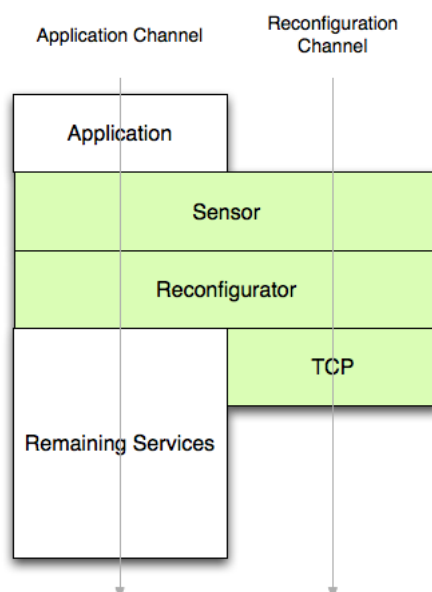 Application Channel
Reconfiguration
Channel
Application
Sensor
Reconfigurator
TCP
Remaining Services